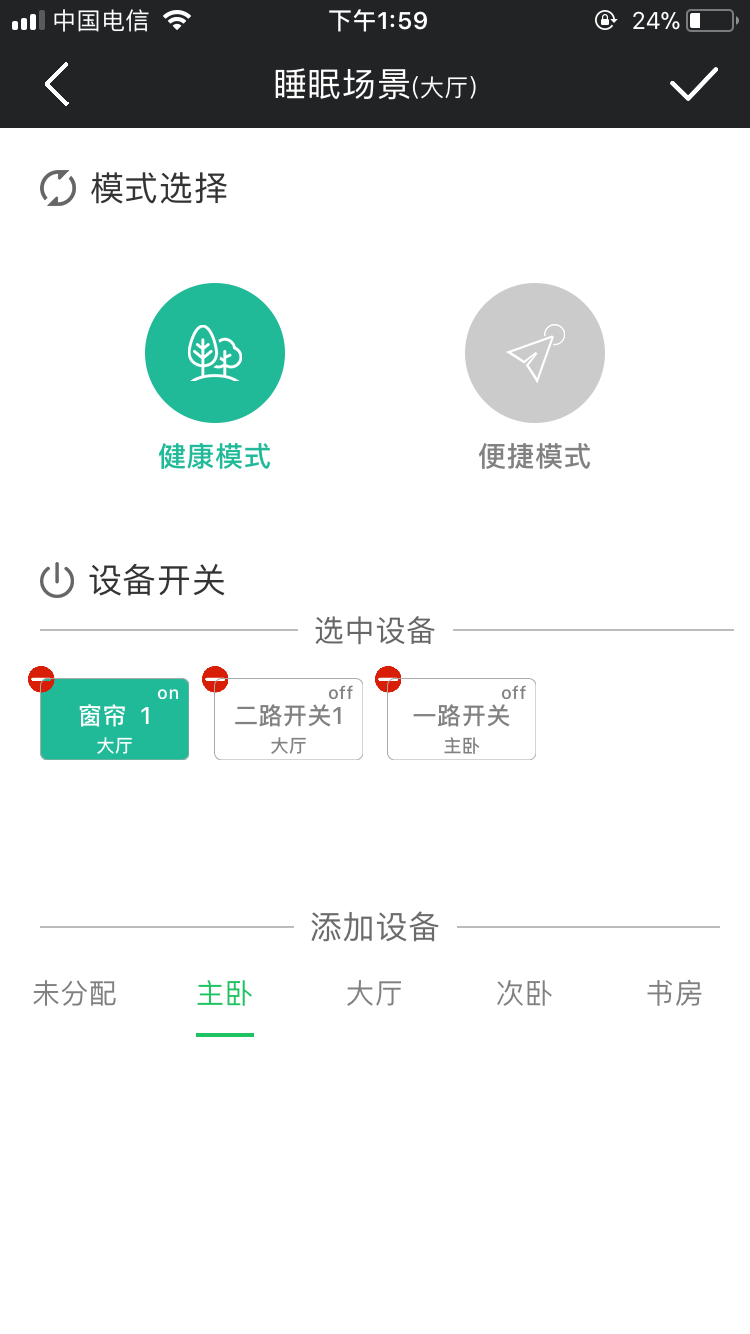 中国电信 下午1:59 24%
睡眠场景(大厅)
模式选择
健康模式 便捷模式
设备开关
选中设备
on off off
窗帘 1 二路开关1 一路开关
大厅 大厅 主卧
添加设备
未分配 主卧 大厅 次卧 书房